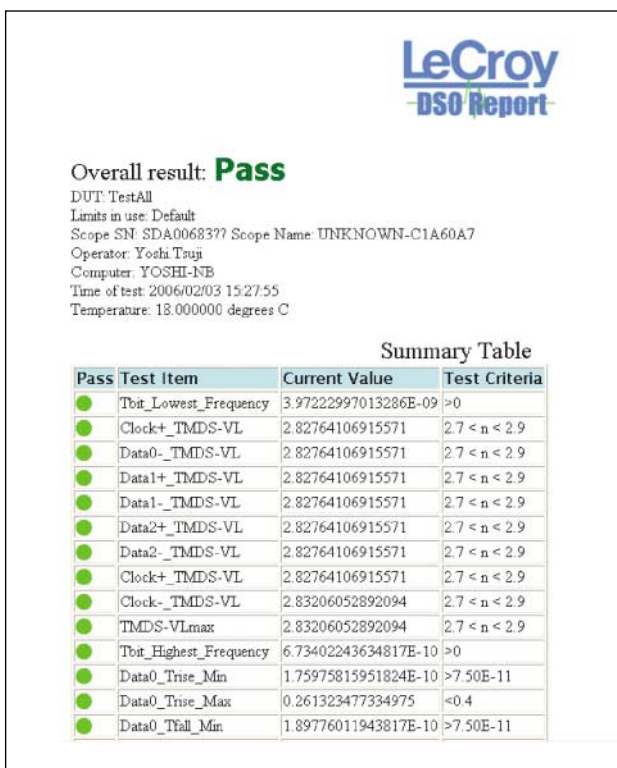 LeCroy
DSO Report
Overall result: Pass
DUT: TestAll
Limits in use: Default
Scope SN: SDA00683?? Scope Name: UNKNOWN-C1A60A7
Operator: Yoshi.Tsuji
Computer: YOSHI-NB
Time of test: 2006/02/03 15:27:55
Temperature: 18.000000 degrees C
Summary Table
Pass Test Item Current Value Test Criteria
Tbit_Lowest_Frequency 3.97222997013286E-09 >0
Clock+_TMDS-VL 2.82764106915571 2.7 < n < 2.9
Data0-_TMDS-VL 2.82764106915571 2.7 < n < 2.9
Data1+_TMDS-VL 2.82764106915571 2.7 < n < 2.9
Data1-_TMDS-VL 2.82764106915571 2.7 < n < 2.9
Data2+_TMDS-VL 2.82764106915571 2.7 < n < 2.9
Data2-_TMDS-VL 2.82764106915571 2.7 < n < 2.9
Clock+_TMDS-VL 2.82764106915571 2.7 < n < 2.9
Clock-_TMDS-VL 2.83206052892094 2.7 < n < 2.9
TMDS-VLmax 2.83206052892094 2.7 < n < 2.9
Tbit_Highest_Frequency 6.73402243634817E-10 >0
Data0_Trise_Min 1.75975815951824E-10 >7.50E-11
Data0_Trise_Max 0.261323477334975 <0.4
Data0_Tfall_Min 1.89776011943817E-10 >7.50E-11